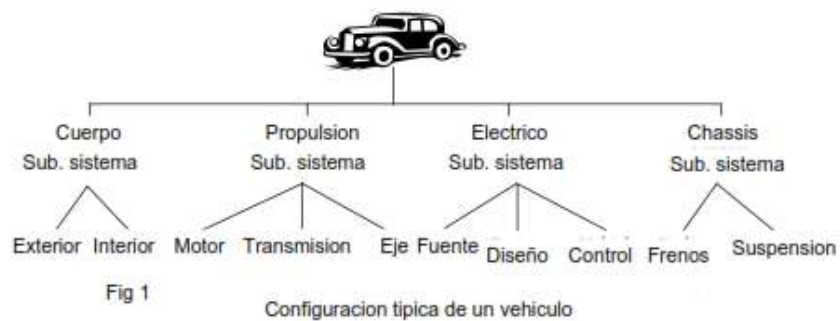 Cuerpo Propulsion Electrico Chassis
Sub. sistema Sub. sistema Sub. sistema Sub. sistema
Exterior Interior Motor Transmision Eje Fuente Diseño Control Frenos Suspension
Fig 1
Configuracion tipica de un vehiculo